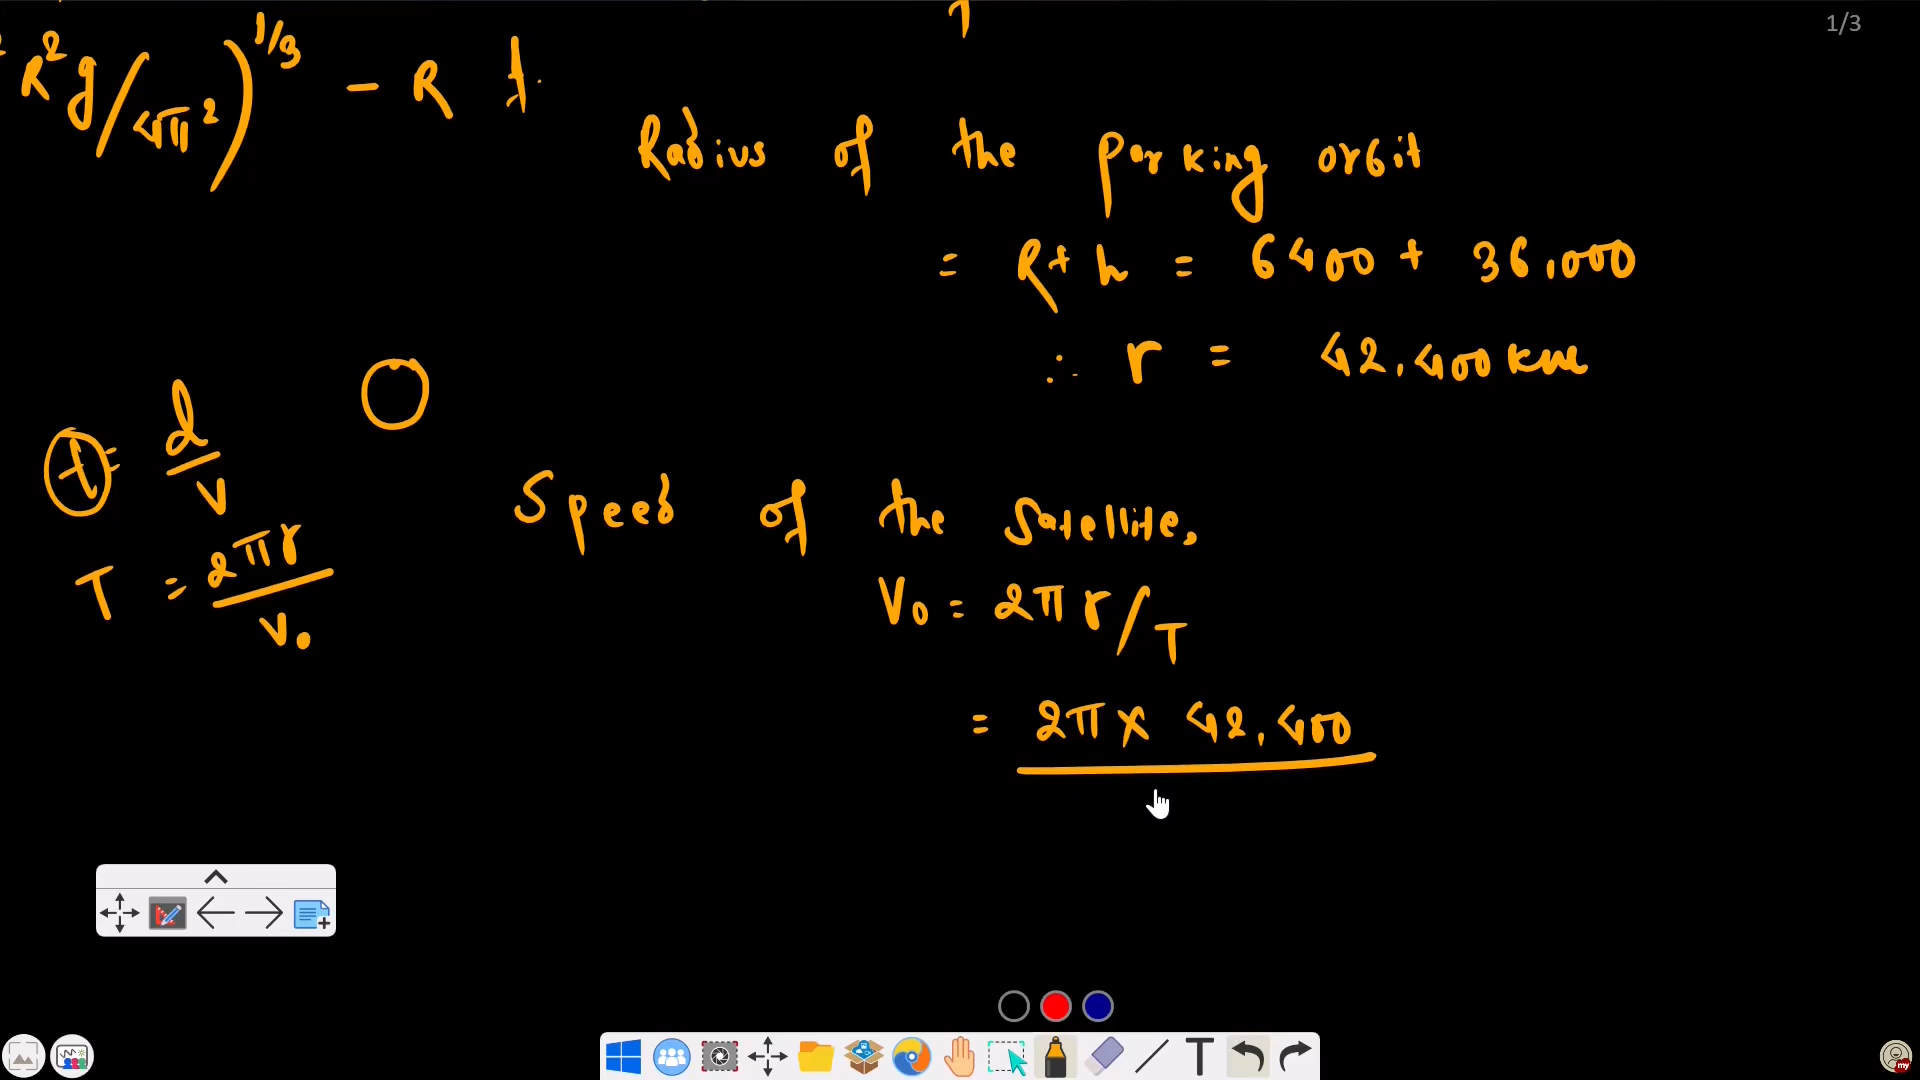 R²g/4π²)^1/3 - R
1/3
Radius of the parking orbit
= R+h = 6400 + 36,000
∴ r = 42,400 km
t = d/v
T = 2πr/v₀
Speed of the satellite,
V₀ = 2πr/T
= 2π x 42,400